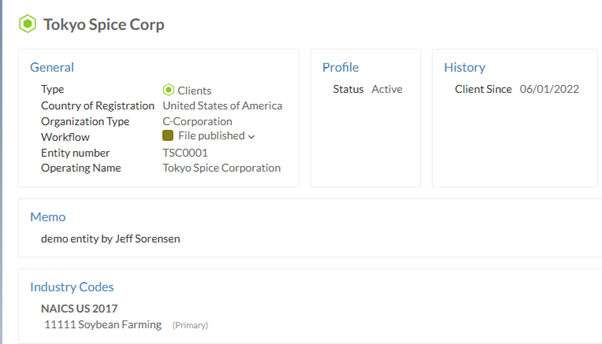 Tokyo Spice Corp
General
Type Clients
Country of Registration United States of America
Organization Type C-Corporation
Workflow File published
Entity number TSC0001
Operating Name Tokyo Spice Corporation
Profile
Status Active
History
Client Since 06/01/2022
Memo
demo entity by Jeff Sorensen
Industry Codes
NAICS US 2017
11111 Soybean Farming (Primary)